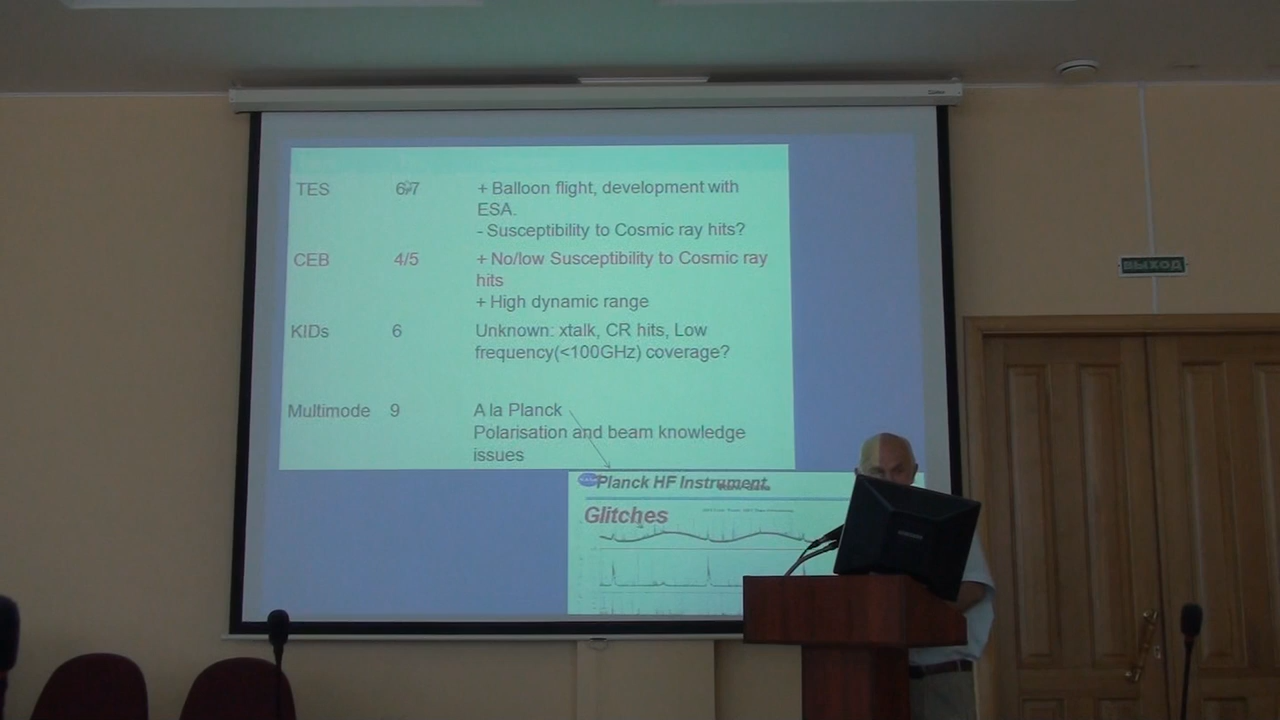 TES 6/7 + Balloon flight, development with
ESA.
- Susceptibility to Cosmic ray hits?
CEB 4/5 + No/low Susceptibility to Cosmic ray
hits
+ High dynamic range
KIDs 6 Unknown: xtalk, CR hits, Low
frequency(<100GHz) coverage?
Multimode 9 A la Planck
Polarisation and beam knowledge
issues
Planck HF Instrument
Glitches
ВЫХОД